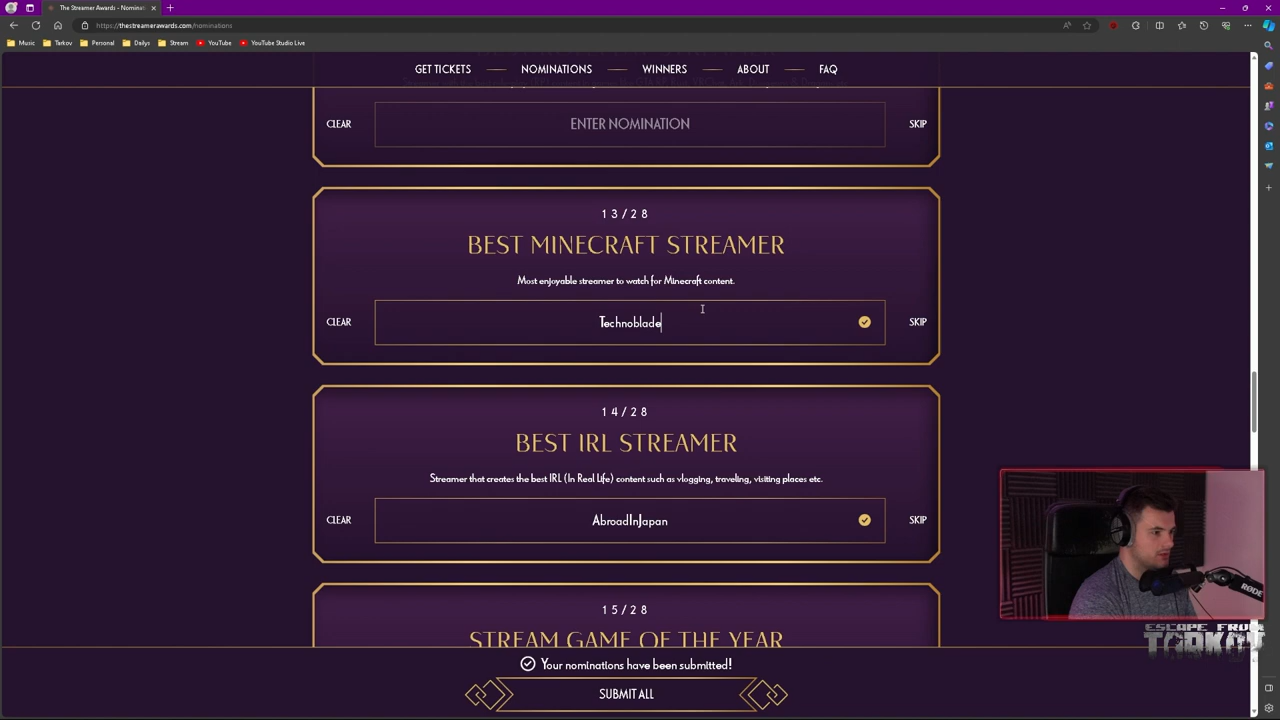 The Streamer Awards - Nominat
https://thestreamerawards.com/nominations
Music
Tarkov
Personal
Dailys
Stream
YouTube
YouTube Studio Live
GET TICKETS
NOMINATIONS
WINNERS
ABOUT
FAQ
CLEAR
ENTER NOMINATION
SKIP
13/28
BEST MINECRAFT STREAMER
Most enjoyable streamer to watch for Minecraft content.
CLEAR
Technoblade
SKIP
14/28
BEST IRL STREAMER
Streamer that creates the best IRL (In Real Life) content such as vlogging, traveling, visiting places etc.
CLEAR
AbroadInJapan
SKIP
15/28
STREAM GAME OF THE YEAR
RØDE
ESCAPE FROM
TARKOV
Your nominations have been submitted!
SUBMIT ALL